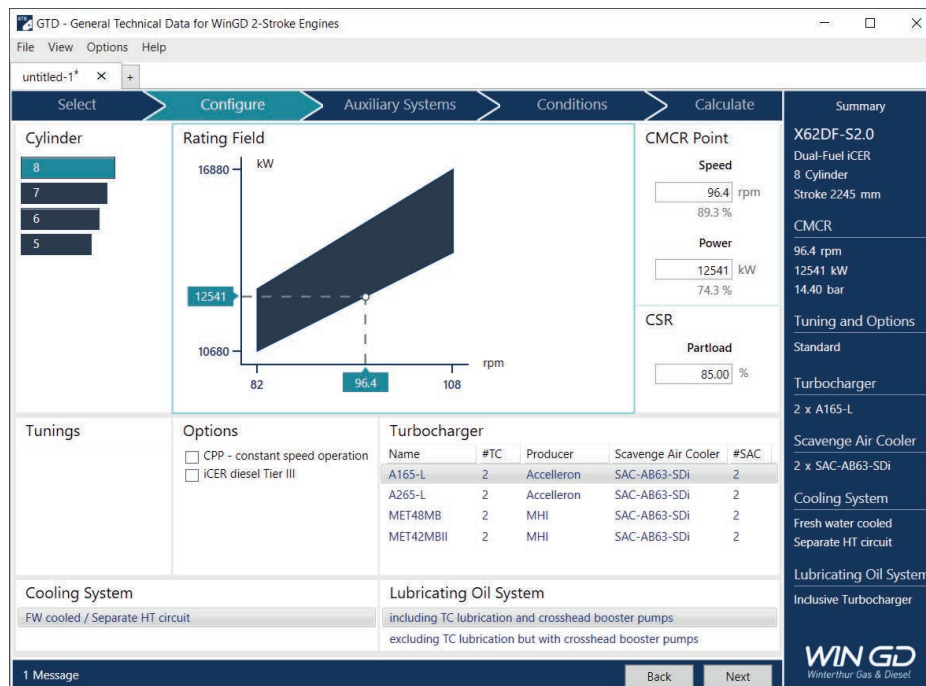 GTD - General Technical Data for WinGD 2-Stroke Engines
File View Options Help
untitled-1* × +
Select Configure Auxiliary Systems Conditions Calculate
Cylinder
8
7
6
5
Rating Field
kW
16880
12541
10680
rpm
82 96.4 108
CMCR Point
Speed
96.4 rpm
89.3 %
Power
12541 kW
74.3 %
CSR
Partload
85.00 %
Tunings
Options
CPP - constant speed operation
iCER diesel Tier III
Turbocharger
Name #TC Producer Scavenge Air Cooler #SAC
A165-L 2 Accelleron SAC-AB63-SDi 2
A265-L 2 Accelleron SAC-AB63-SDi 2
MET48MB 2 MHI SAC-AB63-SDi 2
MET42MBII 2 MHI SAC-AB63-SDi 2
Cooling System
FW cooled / Separate HT circuit
Lubricating Oil System
including TC lubrication and crosshead booster pumps
excluding TC lubrication but with crosshead booster pumps
1 Message
Back Next
Summary
X62DF-S2.0
Dual-Fuel iCER
8 Cylinder
Stroke 2245 mm
CMCR
96.4 rpm
12541 kW
14.40 bar
Tuning and Options
Standard
Turbocharger
2 x A165-L
Scavenge Air Cooler
2 x SAC-AB63-SDi
Cooling System
Fresh water cooled
Separate HT circuit
Lubricating Oil System
Inclusive Turbocharger
WIN GD
Winterthur Gas & Diesel